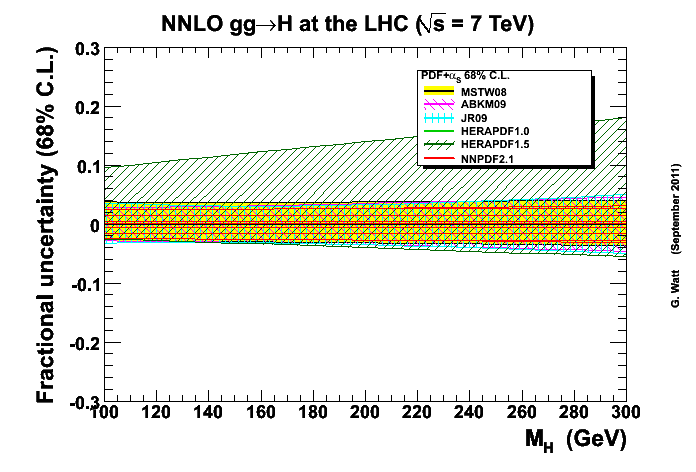 NNLO gg→H at the LHC (√s = 7 TeV)
Fractional uncertainty (68% C.L.)
0.3
0.2
0.1
0
-0.1
-0.2
-0.3
PDF+αS 68% C.L.
MSTW08
ABKM09
JR09
HERAPDF1.0
HERAPDF1.5
NNPDF2.1
100 120 140 160 180 200 220 240 260 280 300
MH (GeV)
G. Watt (September 2011)